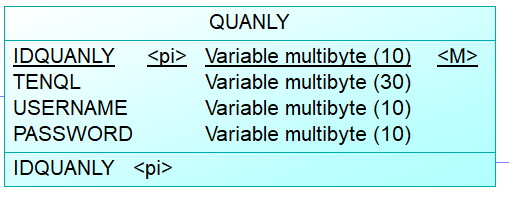 QUANLY
IDQUANLY <pi> Variable multibyte (10) <M>
TENQL Variable multibyte (30)
USERNAME Variable multibyte (10)
PASSWORD Variable multibyte (10)
IDQUANLY <pi>